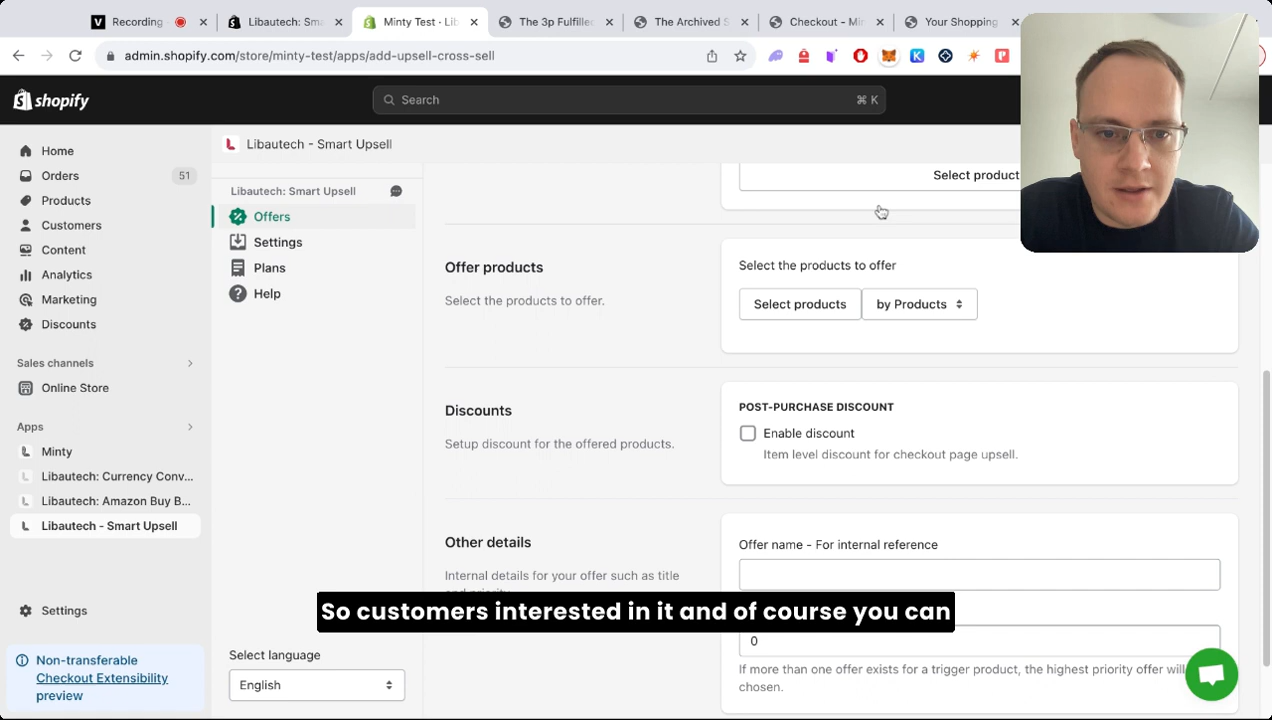 V Recording
Libautech: Sma
Minty Test · Lib
The 3p Fulfille
The Archived S
Checkout - Min
Your Shopping
admin.shopify.com/store/minty-test/apps/add-upsell-cross-sell
shopify
Search
⌘ K
Home
Orders
51
Products
Customers
Content
Analytics
Marketing
Discounts
Sales channels
Online Store
Apps
Minty
Libautech: Currency Conv...
Libautech: Amazon Buy B...
Libautech - Smart Upsell
Settings
Non-transferable
Checkout Extensibility
preview
Libautech - Smart Upsell
Libautech: Smart Upsell
Offers
Settings
Plans
Help
Select language
English
Select product
Offer products
Select the products to offer.
Select the products to offer
Select products
by Products
Discounts
Setup discount for the offered products.
POST-PURCHASE DISCOUNT
Enable discount
Item level discount for checkout page upsell.
Other details
Internal details for your offer such as title
Offer name - For internal reference
So customers interested in it and of course you can
0
If more than one offer exists for a trigger product, the highest priority offer will
chosen.